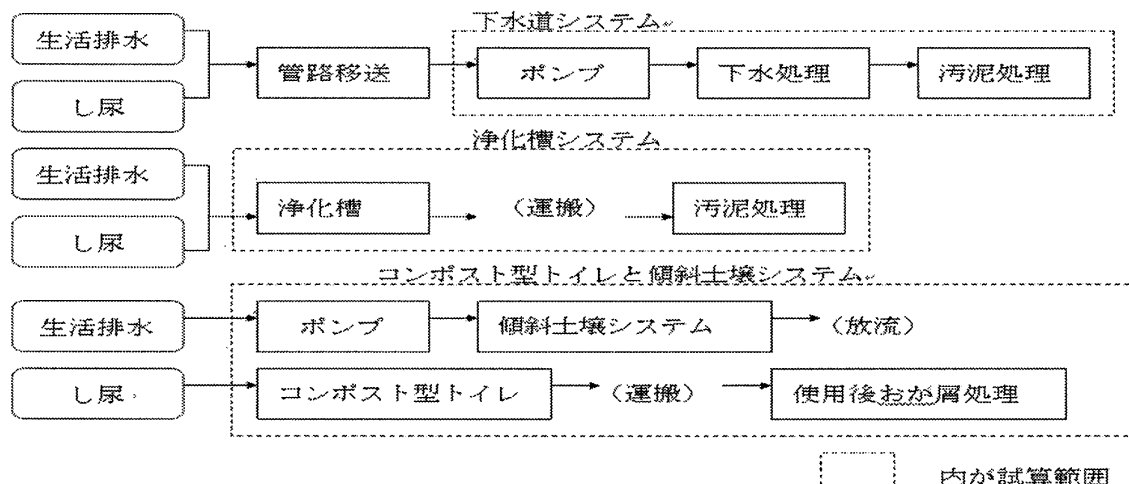 下水道システム
生活排水
し尿
管路移送
ポンプ
下水処理
汚泥処理
浄化槽システム
生活排水
し尿
浄化槽
（運搬）
汚泥処理
コンポスト型トイレと傾斜土壌システム
生活排水
ポンプ
傾斜土壌システム
（放流）
し尿
コンポスト型トイレ
（運搬）
使用後おが屑処理
内が試算範囲